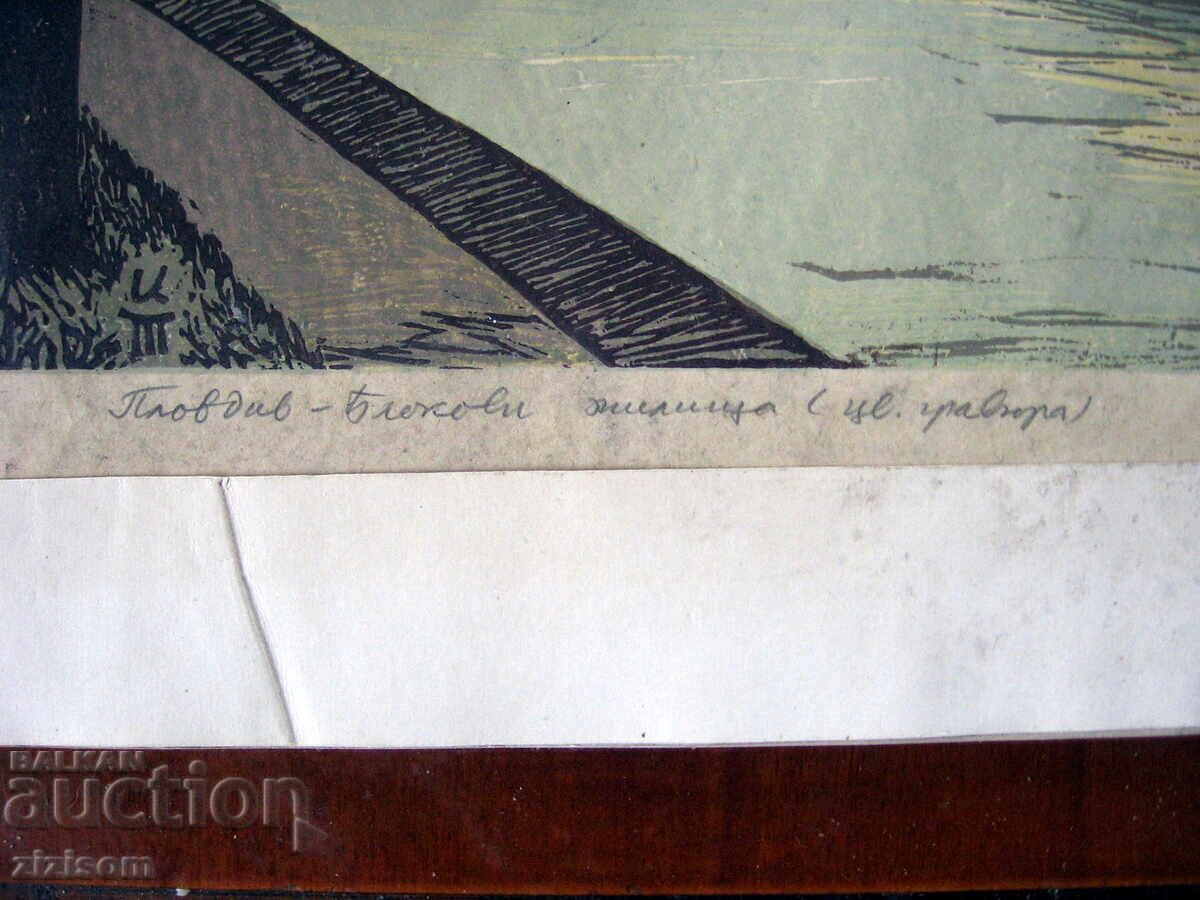 Пловдив - Блокови жилища (цв. гравюра)
BALKAN
auction
zizisom